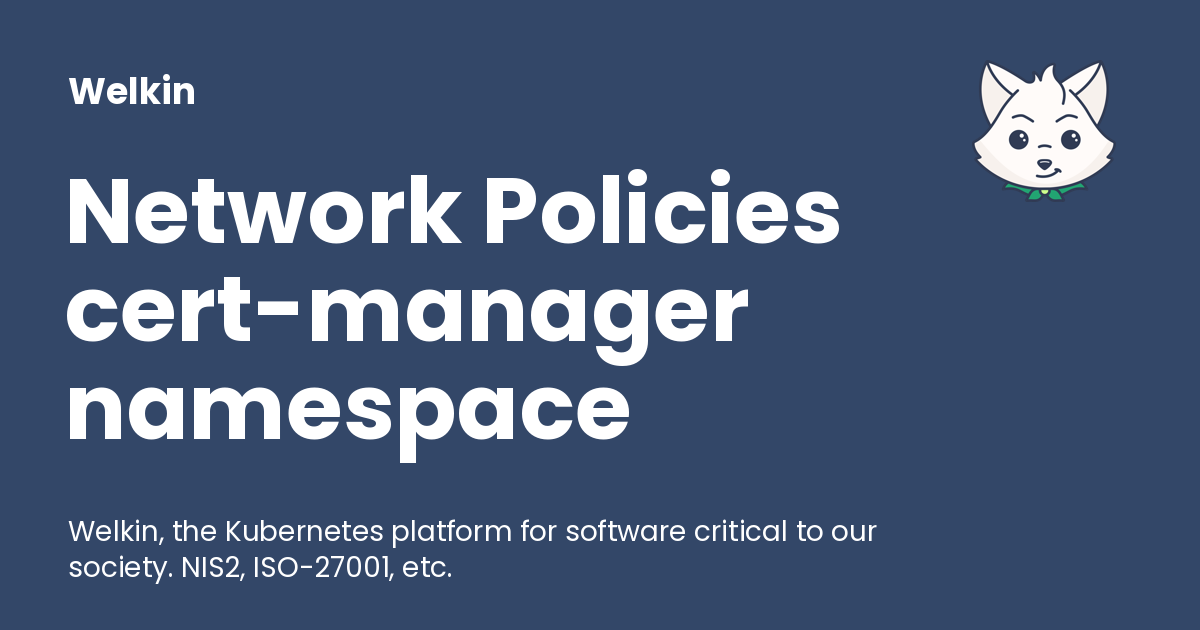 Welkin
Network Policies
cert-manager
namespace
Welkin, the Kubernetes platform for software critical to our
society. NIS2, ISO-27001, etc.